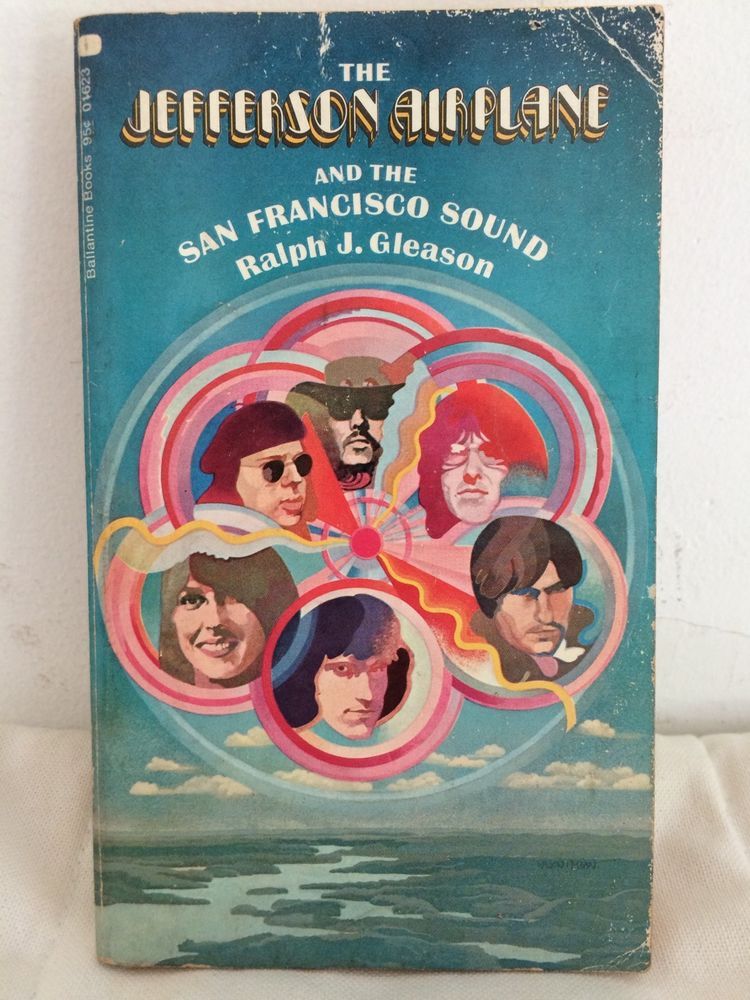 THE
JEFFERSON AIRPLANE
AND THE
SAN FRANCISCO SOUND
Ralph J. Gleason
Ballantine Books 95¢ 01623